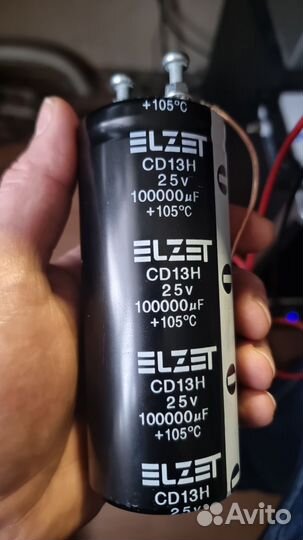 +105°C
ELZET
CD13H
25v
100000µF
+105°C
ELZET
CD13H
25v
100000µF
+105°C
ELZET
CD13H
25v
100000µF
+105°C
ELZET
CD13H
25v
Avito